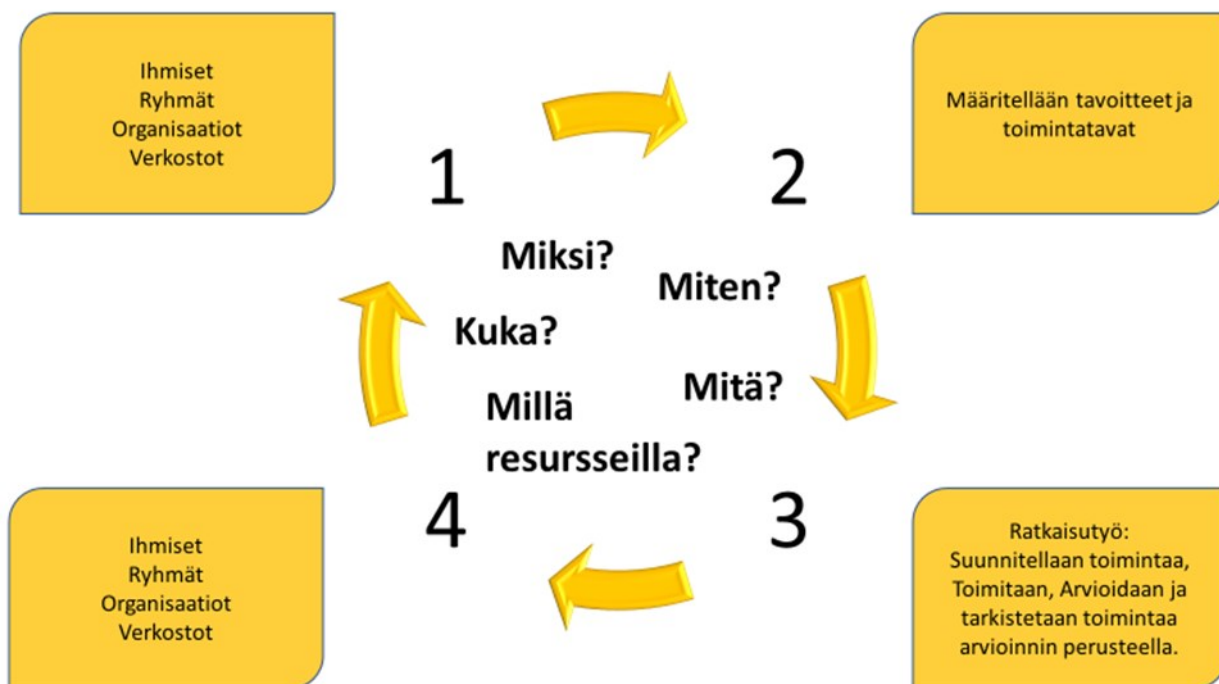 Ihmiset
Ryhmät
Organisaatiot
Verkostot
Määritellään tavoitteet ja
toimintatavat
1
2
Miksi?
Miten?
Kuka?
Mitä?
Millä
resursseilla?
4
3
Ihmiset
Ryhmät
Organisaatiot
Verkostot
Ratkaisutyö:
Suunnitellaan toimintaa,
Toimitaan, Arvioidaan ja
tarkistetaan toimintaa
arvioinnin perusteella.